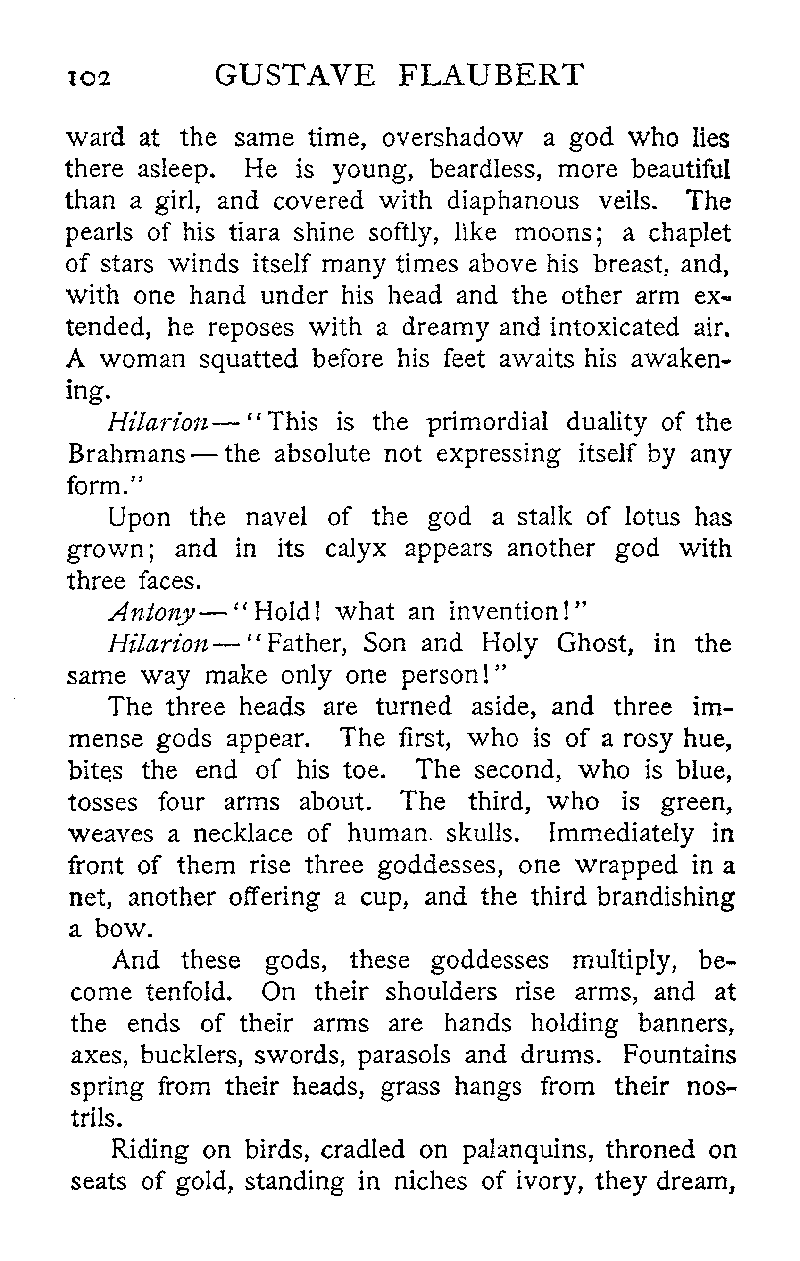 102 GUSTAVE FLAUBERT
ward at the same time, overshadow a god who lies
there asleep. He is young, beardless, more beautiful
than a girl, and covered with diaphanous veils. The
pearls of his tiara shine softly, like moons; a chaplet
of stars winds itself many times above his breast, and,
with one hand under his head and the other arm ex-
tended, he reposes with a dreamy and intoxicated air.
A woman squatted before his feet awaits his awaken-
ing.
Hilarion—"This is the primordial duality of the
Brahmans—the absolute not expressing itself by any
form."
Upon the navel of the god a stalk of lotus has
grown; and in its calyx appears another god with
three faces.
Antony—"Hold! what an invention!"
Hilarion—"Father, Son and Holy Ghost, in the
same way make only one person!"
The three heads are turned aside, and three im-
mense gods appear. The first, who is of a rosy hue,
bites the end of his toe. The second, who is blue,
tosses four arms about. The third, who is green,
weaves a necklace of human skulls. Immediately in
front of them rise three goddesses, one wrapped in a
net, another offering a cup, and the third brandishing
a bow.
And these gods, these goddesses multiply, be-
come tenfold. On their shoulders rise arms, and at
the ends of their arms are hands holding banners,
axes, bucklers, swords, parasols and drums. Fountains
spring from their heads, grass hangs from their nos-
trils.
Riding on birds, cradled on palanquins, throned on
seats of gold, standing in niches of ivory, they dream,